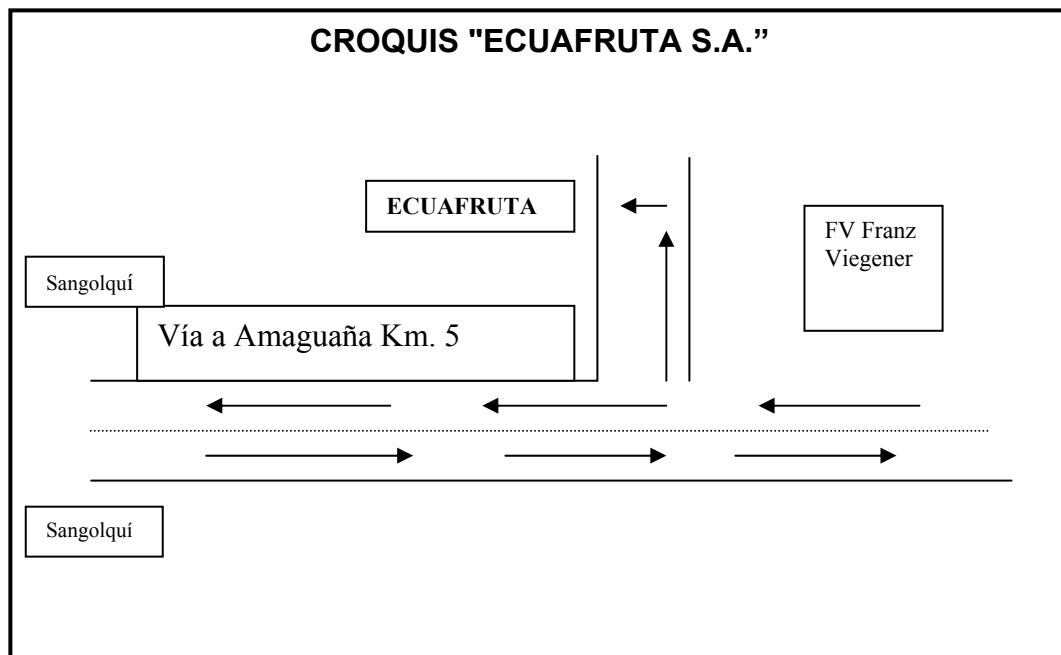 CROQUIS "ECUAFRUTA S.A.”
ECUAFRUTA
FV Franz
Viegener
Sangolquí
Vía a Amaguaña Km. 5
Sangolquí